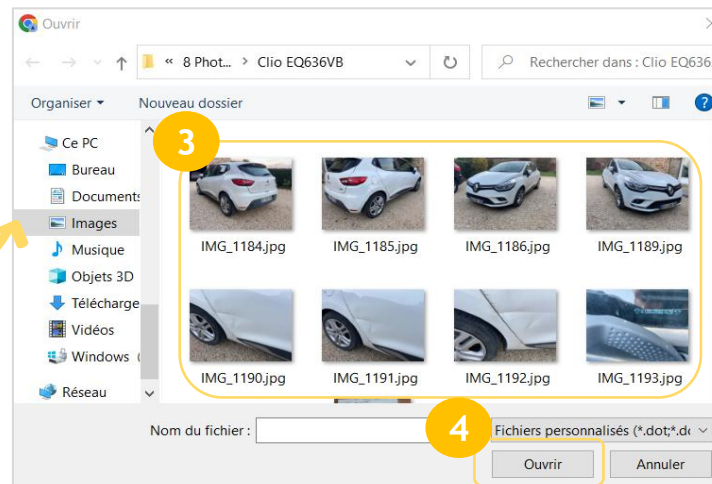 Ouvrir
« 8 Phot... > Clio EQ636VB
Rechercher dans : Clio EQ636
Organiser
Nouveau dossier
?
Ce PC
Bureau
Documents
Images
Musique
Objets 3D
Télécharge
Vidéos
Windows (
Réseau
3
IMG_1184.jpg
IMG_1185.jpg
IMG_1186.jpg
IMG_1189.jpg
IMG_1190.jpg
IMG_1191.jpg
IMG_1192.jpg
IMG_1193.jpg
Nom du fichier :
4
Fichiers personnalisés (*.dot;*.do
Ouvrir
Annuler